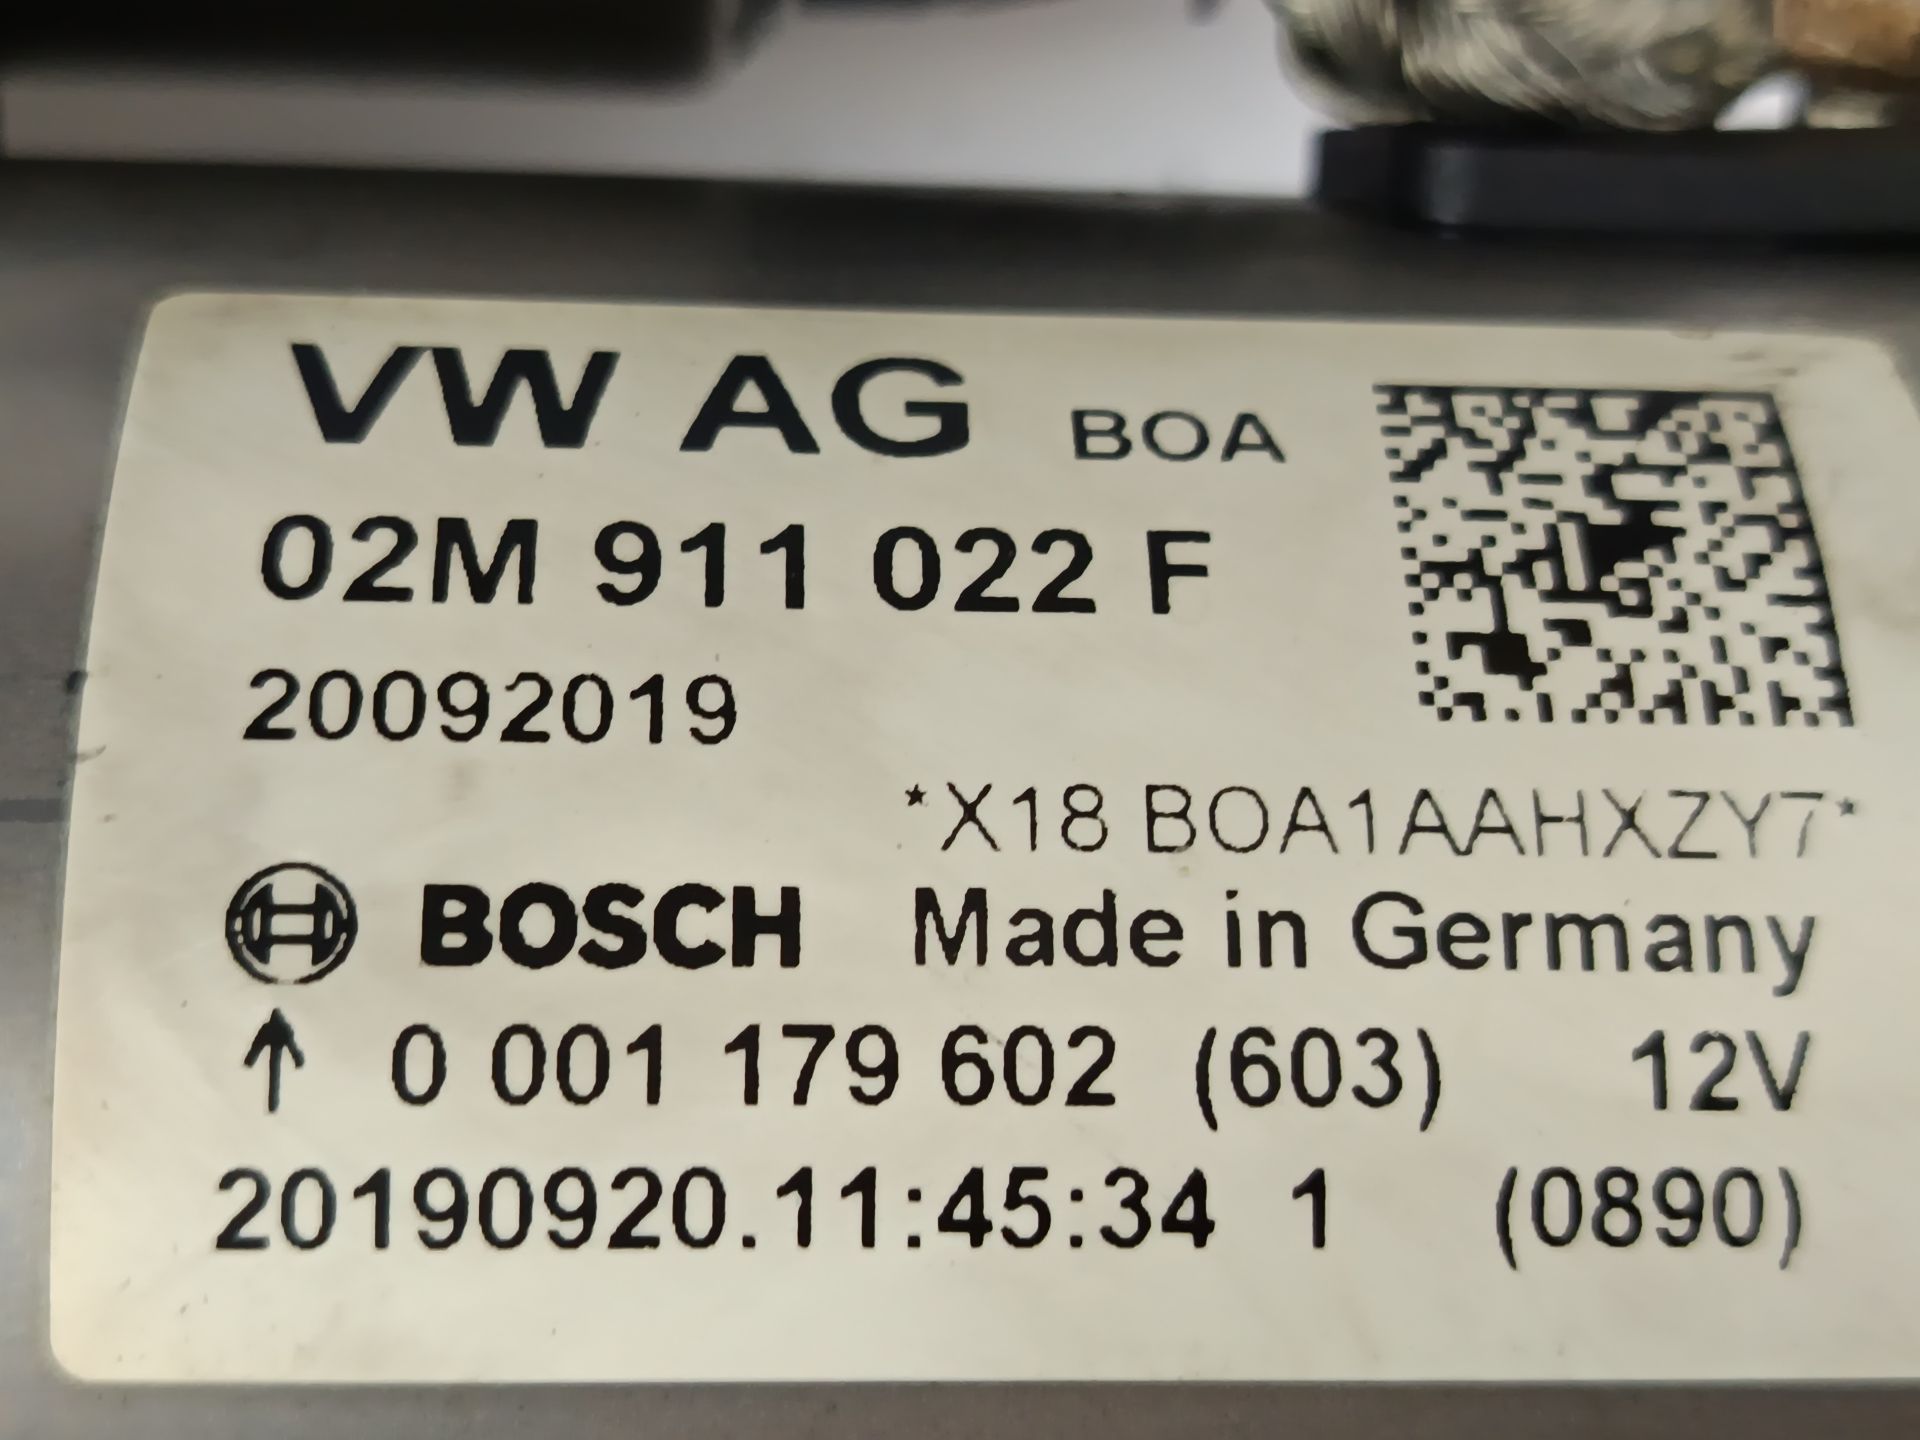 VW AG BOA
02M 911 022 F
20092019
*X18 BOA1AAHXZY7*
BOSCH Made in Germany
↑ 0 001 179 602 (603) 12V
20190920.11:45:34 1 (0890)